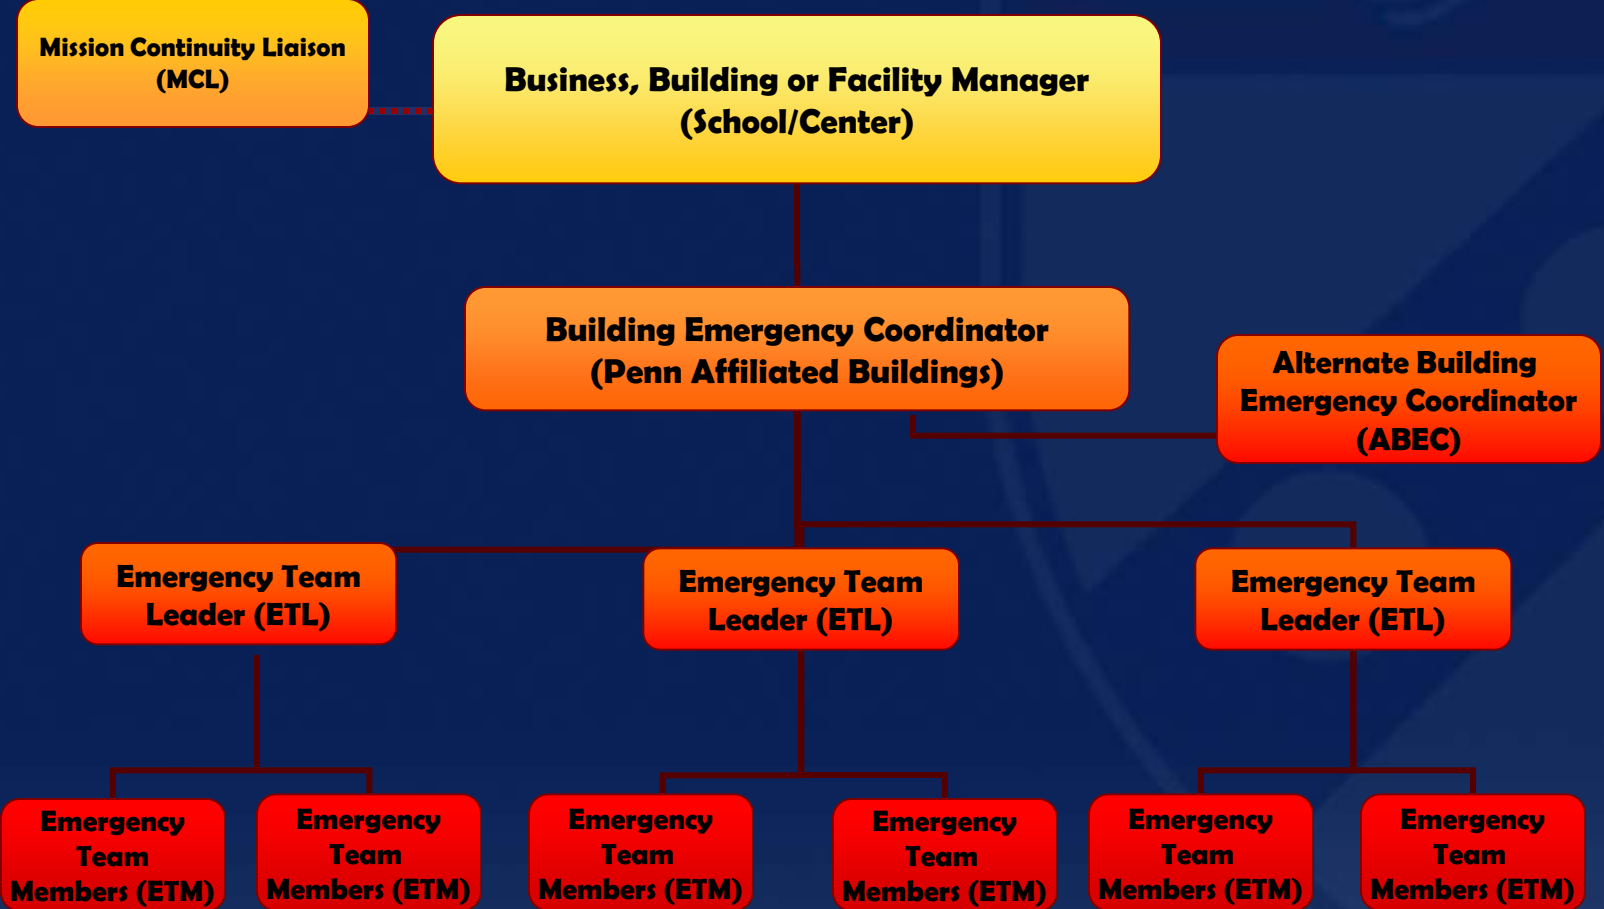 Mission Continuity Liaison
(MCL)
Business, Building or Facility Manager
(School/Center)
Building Emergency Coordinator
(Penn Affiliated Buildings)
Alternate Building
Emergency Coordinator
(ABEC)
Emergency Team
Leader (ETL)
Emergency Team
Leader (ETL)
Emergency Team
Leader (ETL)
Emergency
Team
Members (ETM)
Emergency
Team
Members (ETM)
Emergency
Team
Members (ETM)
Emergency
Team
Members (ETM)
Emergency
Team
Members (ETM)
Emergency
Team
Members (ETM)